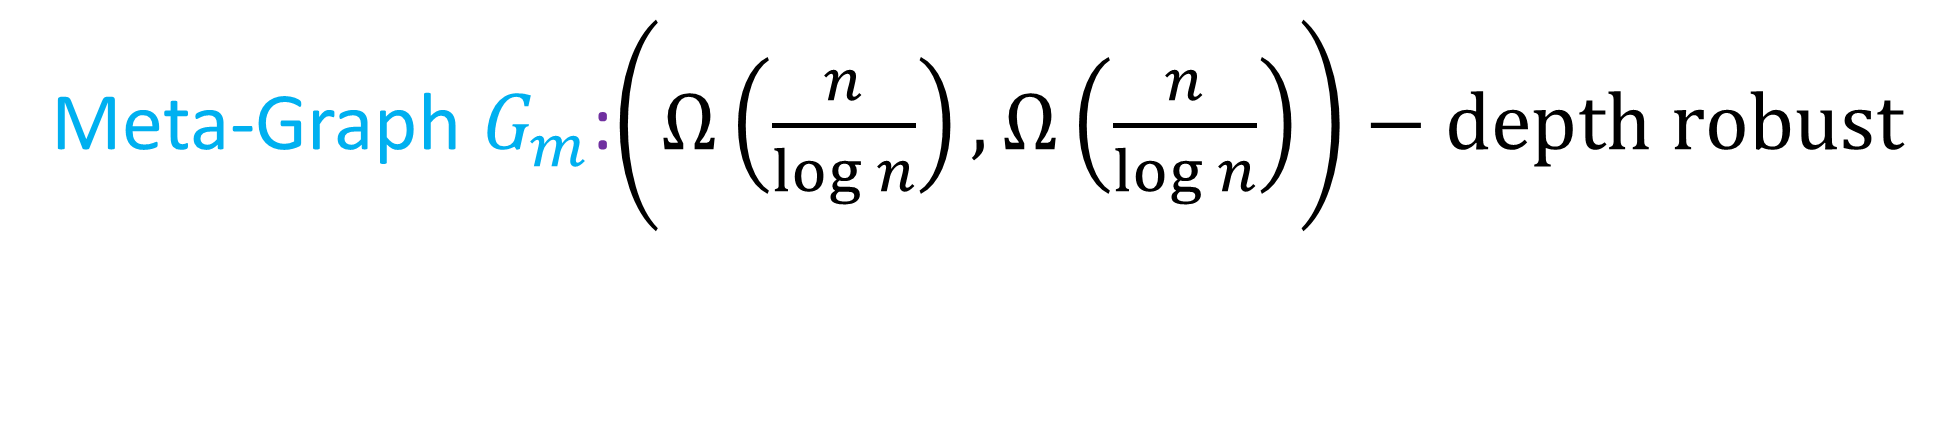 Meta-Graph G_m: (Ω(n/log n), Ω(n/log n)) − depth robust